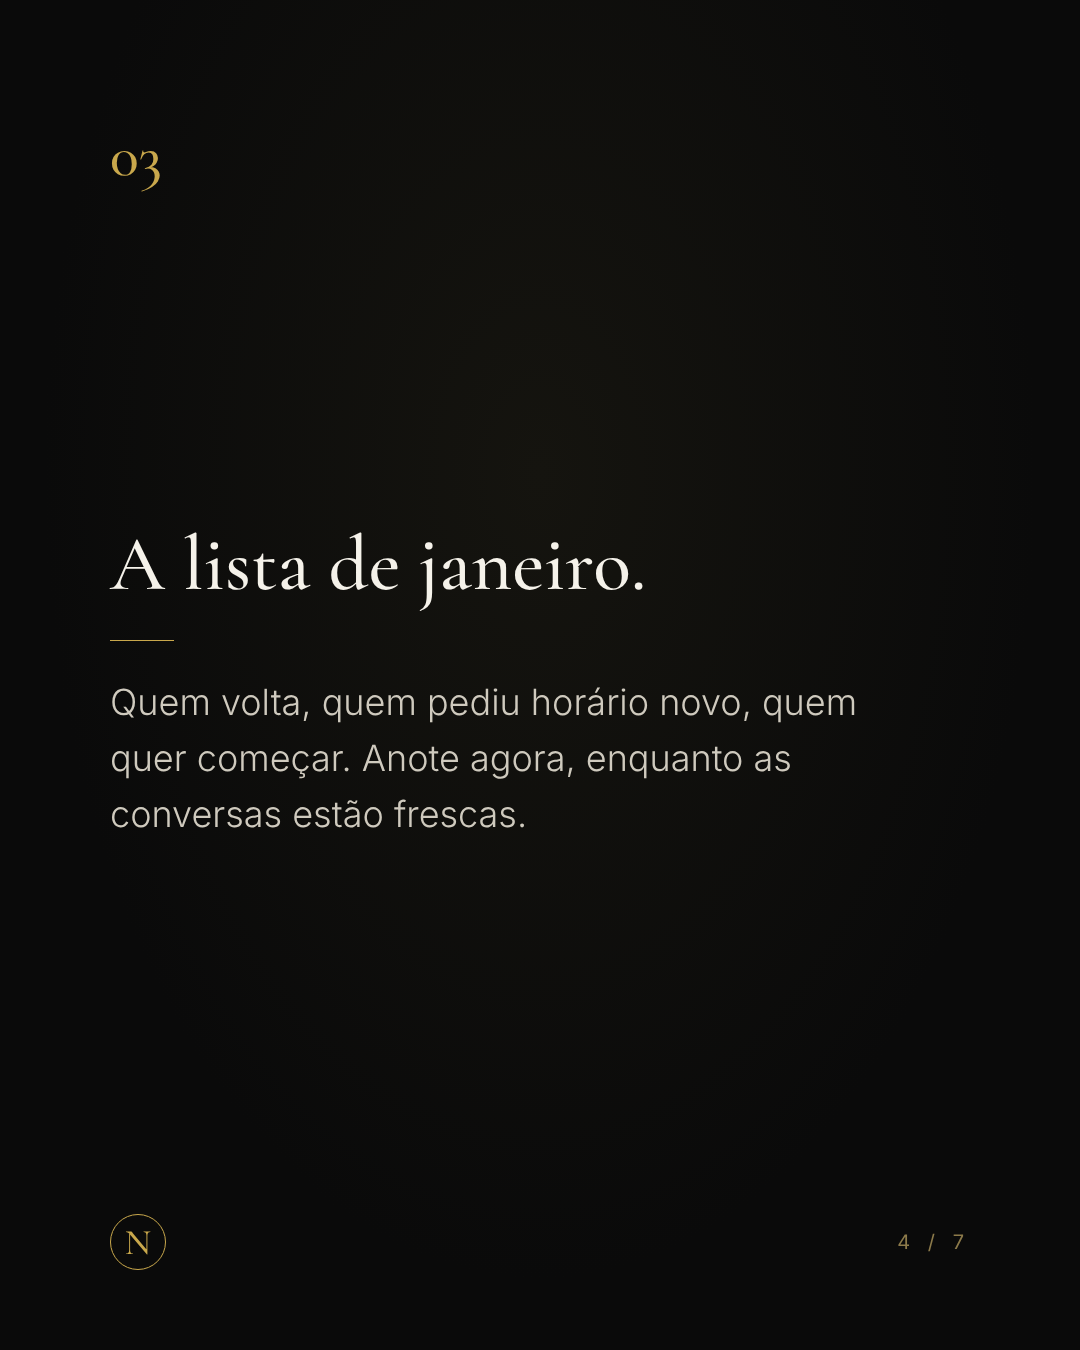 03
A lista de janeiro.
Quem volta, quem pediu horário novo, quem
quer começar. Anote agora, enquanto as
conversas estão frescas.
N
4 / 7